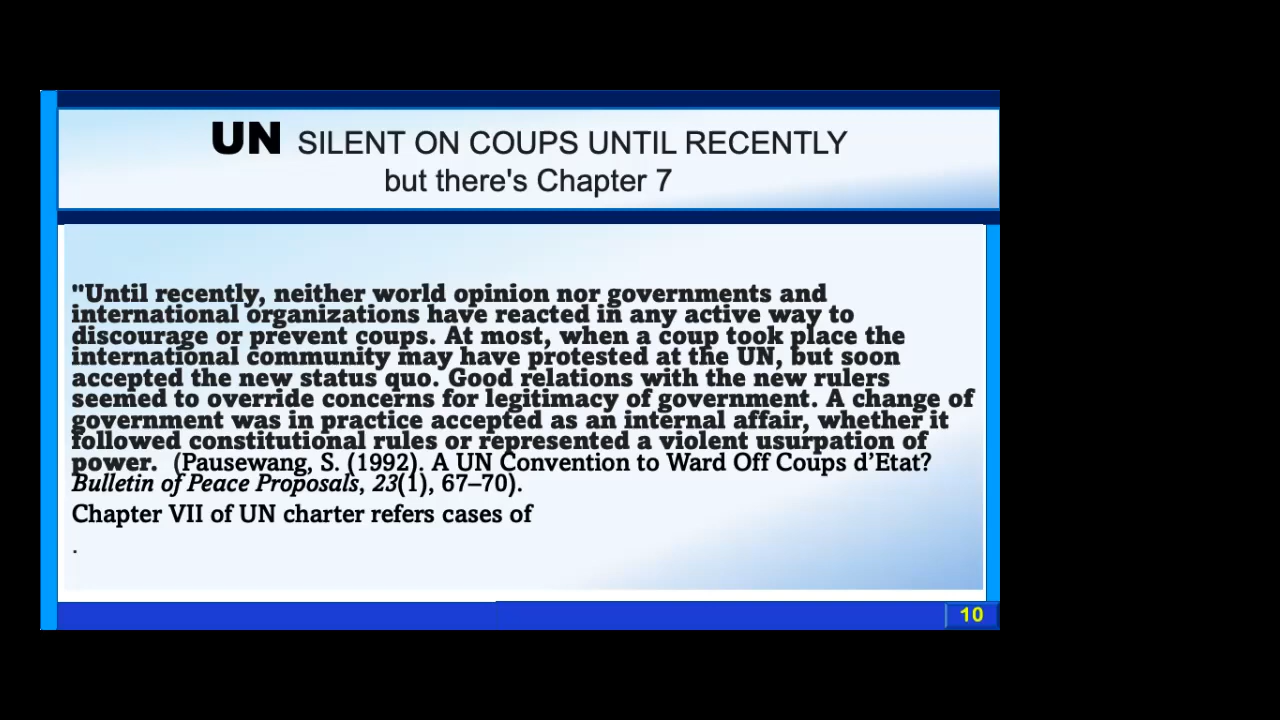 UN SILENT ON COUPS UNTIL RECENTLY
but there's Chapter 7
"Until recently, neither world opinion nor governments and
international organizations have reacted in any active way to
discourage or prevent coups. At most, when a coup took place the
international community may have protested at the UN, but soon
accepted the new status quo. Good relations with the new rulers
seemed to override concerns for legitimacy of government. A change of
government was in practice accepted as an internal affair, whether it
followed constitutional rules or represented a violent usurpation of
power. (Pausewang, S. (1992). A UN Convention to Ward Off Coups d’Etat?
Bulletin of Peace Proposals, 23(1), 67–70).
Chapter VII of UN charter refers cases of
.
10